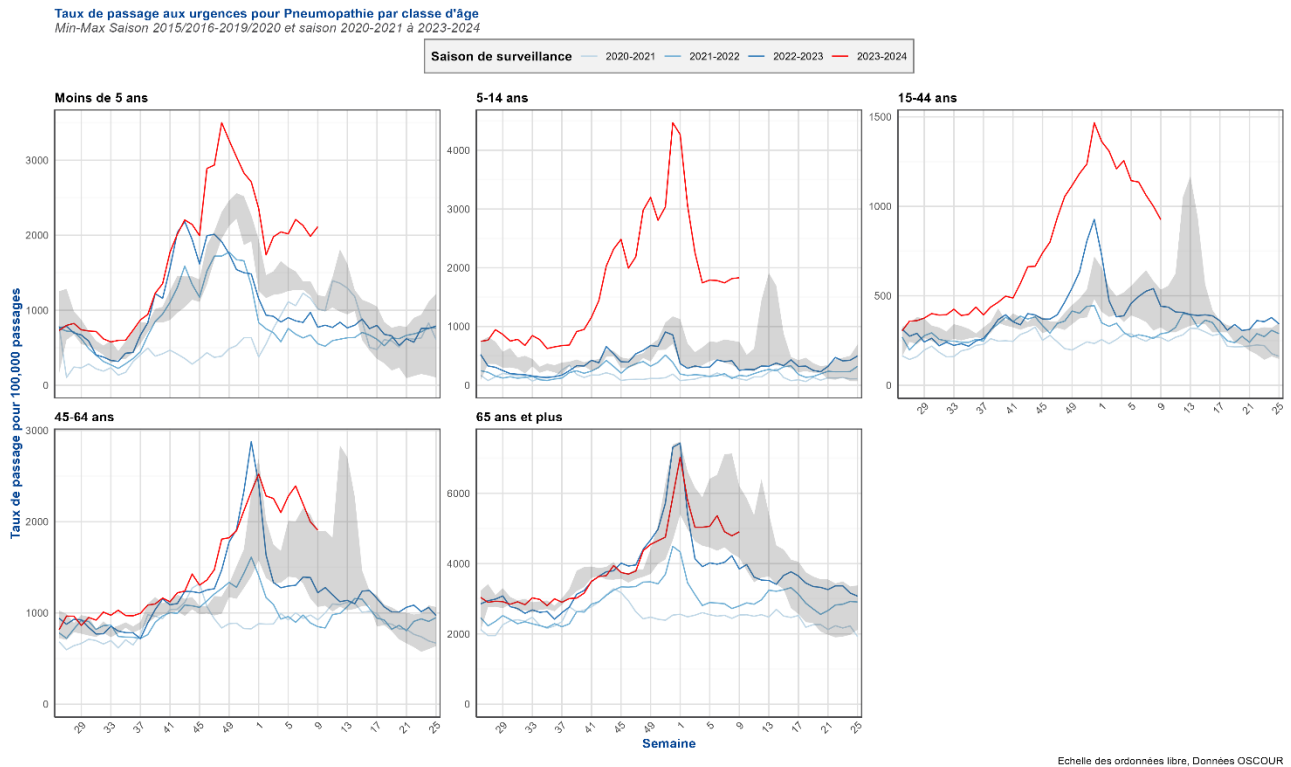 Taux de passage aux urgences pour Pneumopathie par classe d'âge
Min-Max Saison 2015/2016-2019/2020 et saison 2020-2021 à 2023-2024
Saison de surveillance 2020-2021 2021-2022 2022-2023 2023-2024
Moins de 5 ans
3000
2000
1000
0
5-14 ans
4000
3000
2000
1000
0
15-44 ans
1500
1000
500
0
29 33 37 41 45 49 1 5 9 13 17 21 25
45-64 ans
3000
2000
1000
0
29 33 37 41 45 49 1 5 9 13 17 21 25
65 ans et plus
6000
4000
2000
0
29 33 37 41 45 49 1 5 9 13 17 21 25
Taux de passage pour 100,000 passages
Semaine
Echelle des ordonnées libre, Données OSCOUR